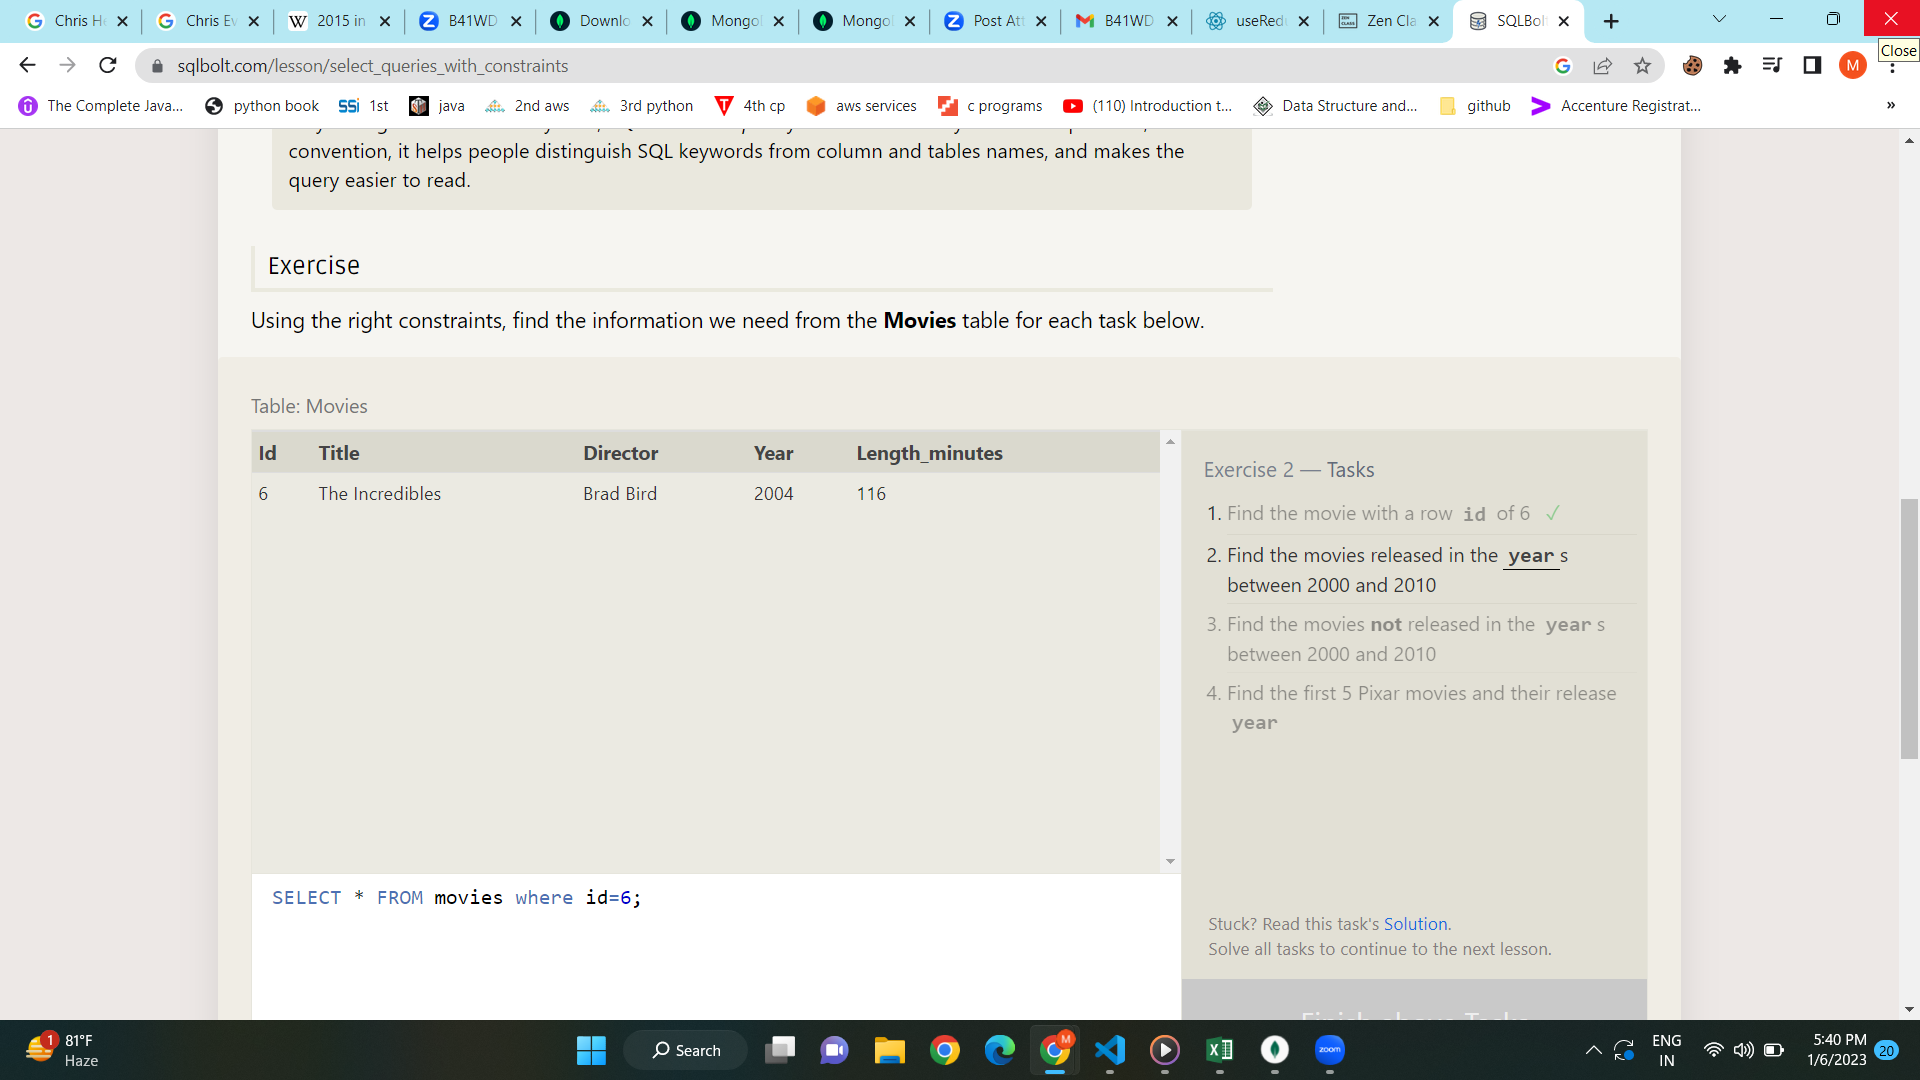 Chris H
Chris Ev
2015 in
B41WD
Downlo
Mongo
Mongo
Post Att
B41WD
useRed
Zen Cla
SQLBol
Close
sqlbolt.com/lesson/select_queries_with_constraints
M
The Complete Java...
python book
1st
java
2nd aws
3rd python
4th cp
aws services
c programs
(110) Introduction t...
Data Structure and...
github
Accenture Registrat...
»
convention, it helps people distinguish SQL keywords from column and tables names, and makes the
query easier to read.
Exercise
Using the right constraints, find the information we need from the Movies table for each task below.
Table: Movies
Id Title Director Year Length_minutes
6 The Incredibles Brad Bird 2004 116
Exercise 2 — Tasks
1. Find the movie with a row id of 6 ✓
2. Find the movies released in the year s
between 2000 and 2010
3. Find the movies not released in the year s
between 2000 and 2010
4. Find the first 5 Pixar movies and their release
year
SELECT * FROM movies where id=6;
Stuck? Read this task's Solution.
Solve all tasks to continue to the next lesson.
Finish above Tasks
1
81°F
Haze
Search
M
zoom
ENG
IN
5:40 PM
1/6/2023
20